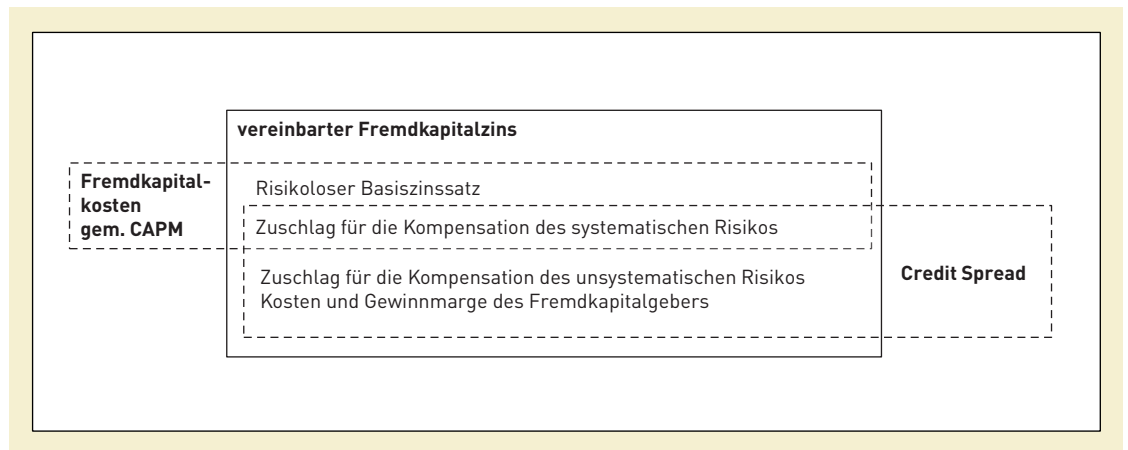 vereinbarter Fremdkapitalzins
Fremdkapital-
kosten
gem. CAPM
Risikoloser Basiszinssatz
Zuschlag für die Kompensation des systematischen Risikos
Zuschlag für die Kompensation des unsystematischen Risikos
Kosten und Gewinnmarge des Fremdkapitalgebers
Credit Spread